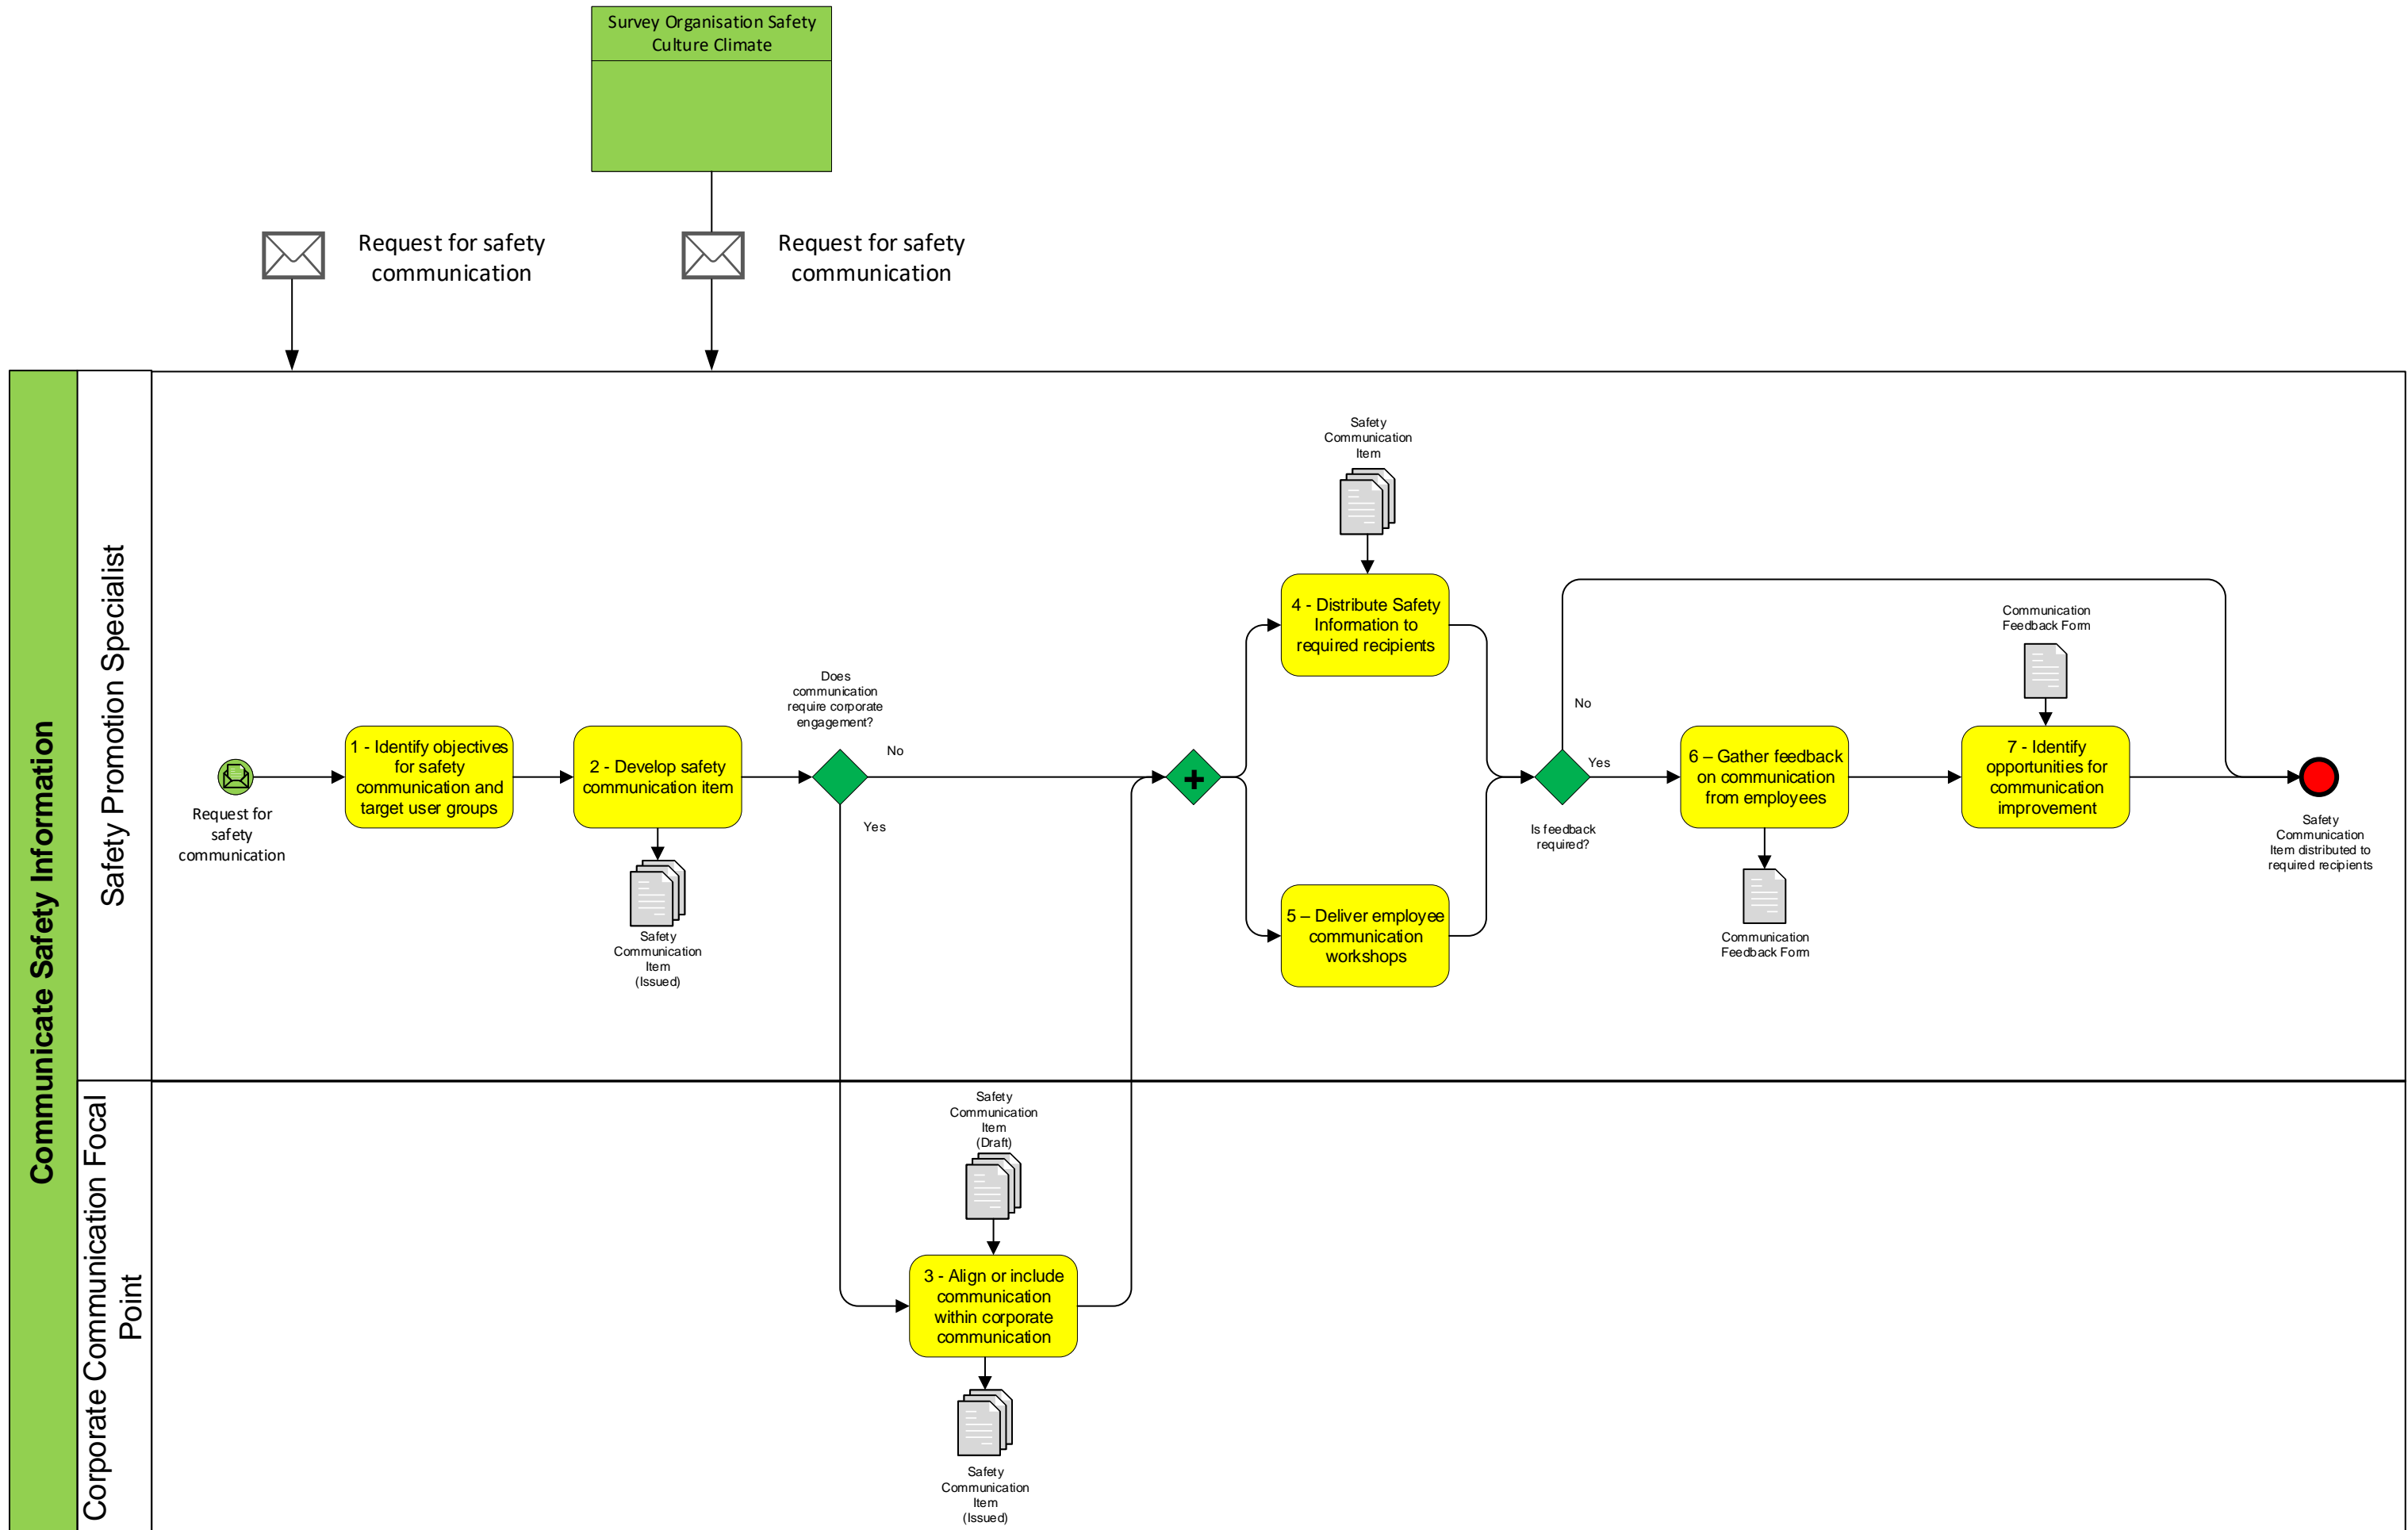 Survey Organisation Safety
Culture Climate
Request for safety
communication
Request for safety
communication
Communicate Safety Information
Safety Promotion Specialist
Request for
safety
communication
1 - Identify objectives
for safety
communication and
target user groups
2 - Develop safety
communication item
Safety
Communication
Item
(Issued)
Does
communication
require corporate
engagement?
No
Yes
Safety
Communication
Item
4 - Distribute Safety
Information to
required recipients
5 – Deliver employee
communication
workshops
No
Yes
Is feedback
required?
6 – Gather feedback
on communication
from employees
Communication
Feedback Form
Communication
Feedback Form
7 - Identify
opportunities for
communication
improvement
Safety
Communication
Item distributed to
required recipients
Corporate Communication Focal
Point
Safety
Communication
Item
(Draft)
3 - Align or include
communication
within corporate
communication
Safety
Communication
Item
(Issued)